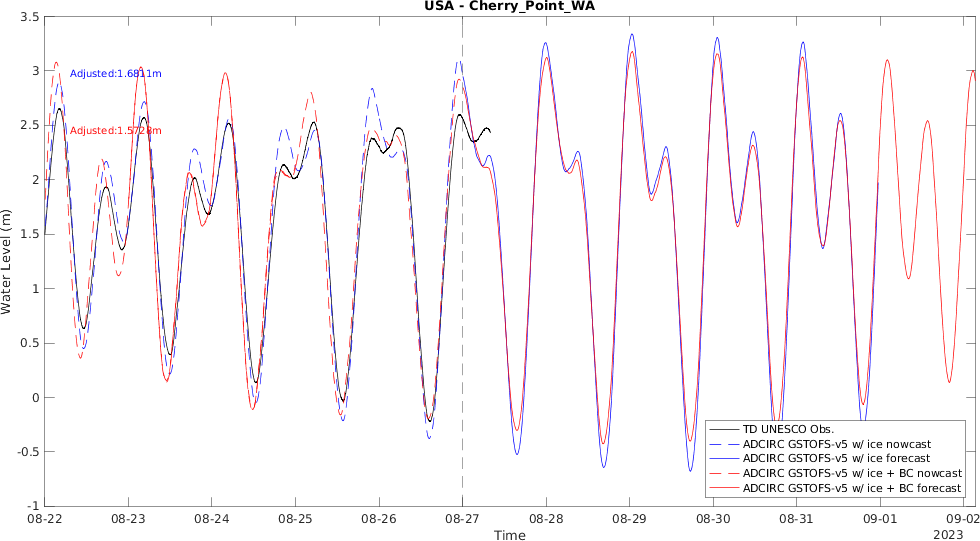 USA - Cherry_Point_WA
3.5
3
2.5
2
1.5
1
0.5
0
-0.5
-1
Water Level (m)
Adjusted:1.6811m
Adjusted:1.5728m
TD UNESCO Obs.
ADCIRC GSTOFS-v5 w/ ice nowcast
ADCIRC GSTOFS-v5 w/ ice forecast
ADCIRC GSTOFS-v5 w/ ice + BC nowcast
ADCIRC GSTOFS-v5 w/ ice + BC forecast
08-22 08-23 08-24 08-25 08-26 08-27 08-28 08-29 08-30 08-31 09-01 09-02
Time
2023